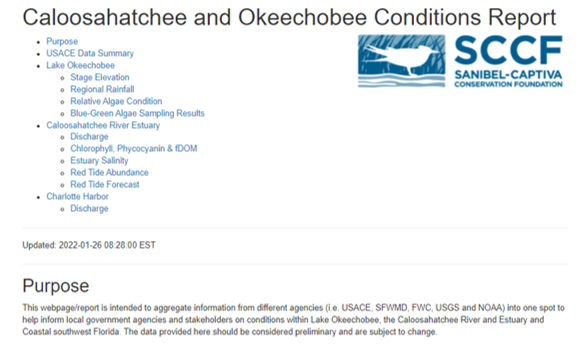 Caloosahatchee and Okeechobee Conditions Report
SCCF
SANIBEL-CAPTIVA
CONSERVATION FOUNDATION
Purpose
USACE Data Summary
Lake Okeechobee
Stage Elevation
Regional Rainfall
Relative Algae Condition
Blue-Green Algae Sampling Results
Caloosahatchee River Estuary
Discharge
Chlorophyll, Phycocyanin & fDOM
Estuary Salinity
Red Tide Abundance
Red Tide Forecast
Charlotte Harbor
Discharge
Updated: 2022-01-26 08:28:00 EST
Purpose
This webpage/report is intended to aggregate information from different agencies (i.e. USACE, SFWMD, FWC, USGS and NOAA) into one spot to
help inform local government agencies and stakeholders on conditions within Lake Okeechobee, the Caloosahatchee River and Estuary and
Coastal southwest Florida. The data provided here should be considered preliminary and are subject to change.